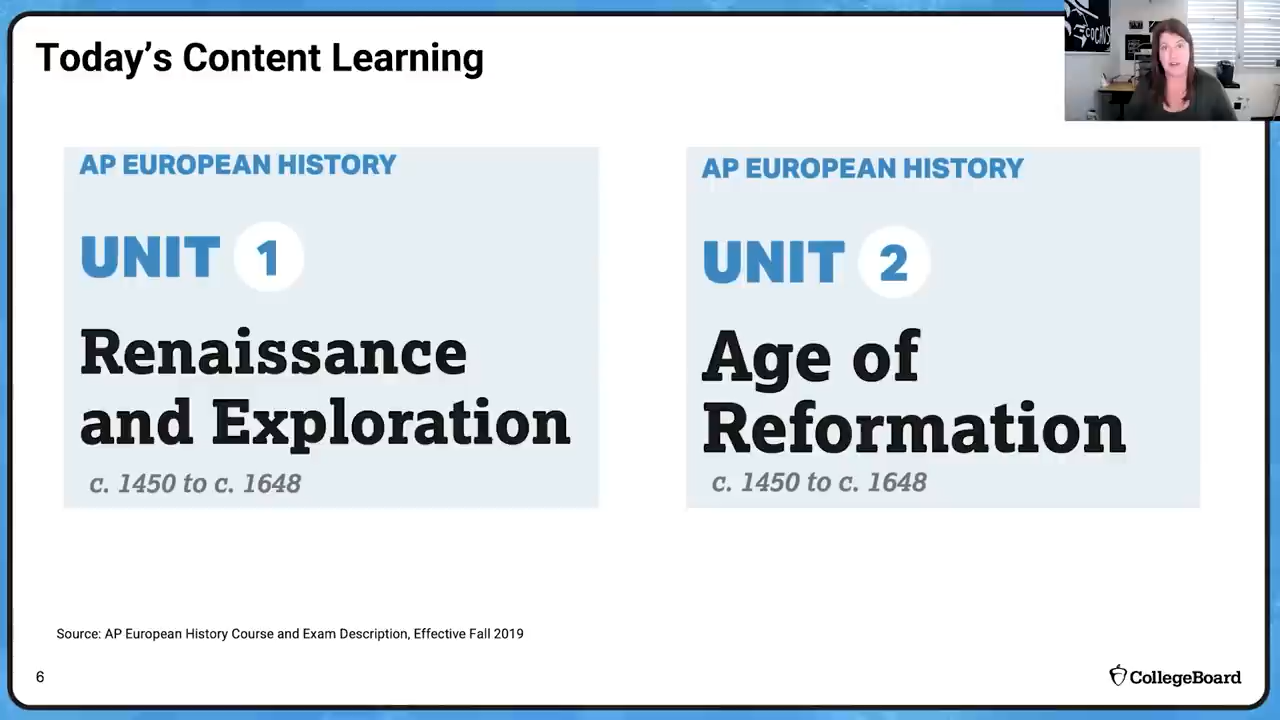 Today's Content Learning
AP EUROPEAN HISTORY
UNIT 1
Renaissance
and Exploration
c. 1450 to c. 1648
AP EUROPEAN HISTORY
UNIT 2
Age of
Reformation
c. 1450 to c. 1648
Source: AP European History Course and Exam Description, Effective Fall 2019
6
CollegeBoard